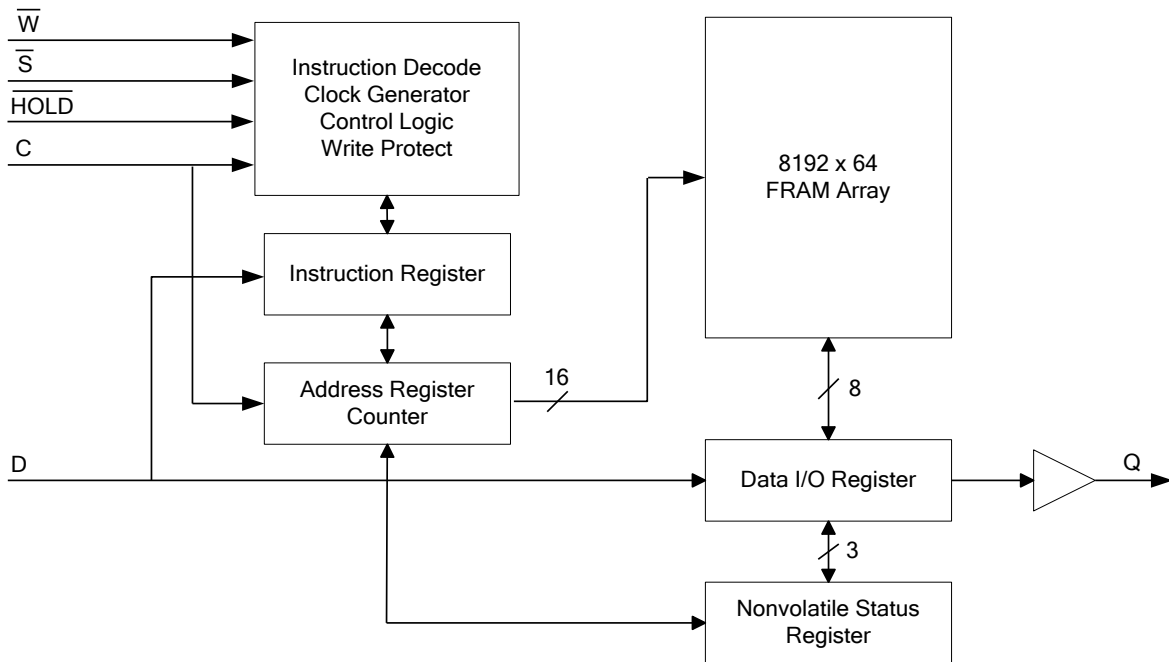 W̅
S̅
H̅O̅L̅D̅
C
Instruction Decode
Clock Generator
Control Logic
Write Protect
8192 x 64
FRAM Array
Instruction Register
Address Register
Counter
16
8
D
Data I/O Register
Q
3
Nonvolatile Status
Register